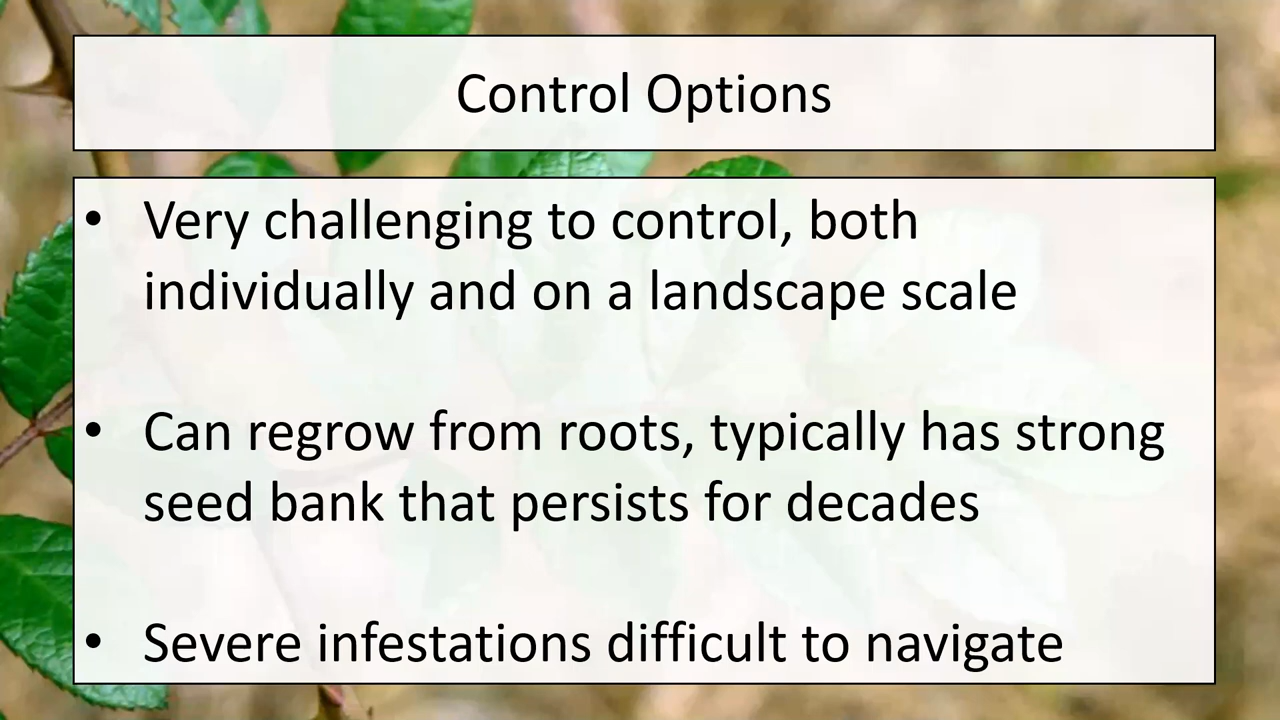 Control Options
• Very challenging to control, both
individually and on a landscape scale
• Can regrow from roots, typically has strong
seed bank that persists for decades
• Severe infestations difficult to navigate